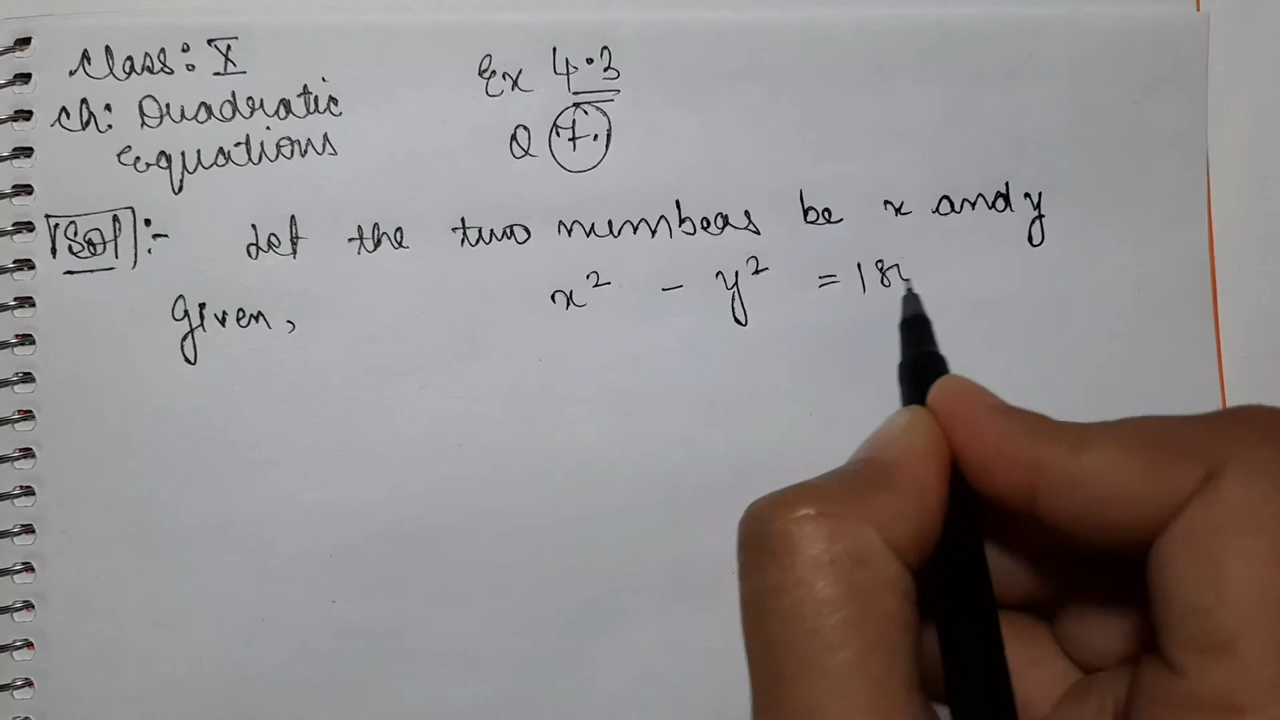 Class: X
Ch: Quadratic
Equations
Ex 4.3
Q 7.
Sol :- Let the two numbers be x and y
Given, x² - y² = 18